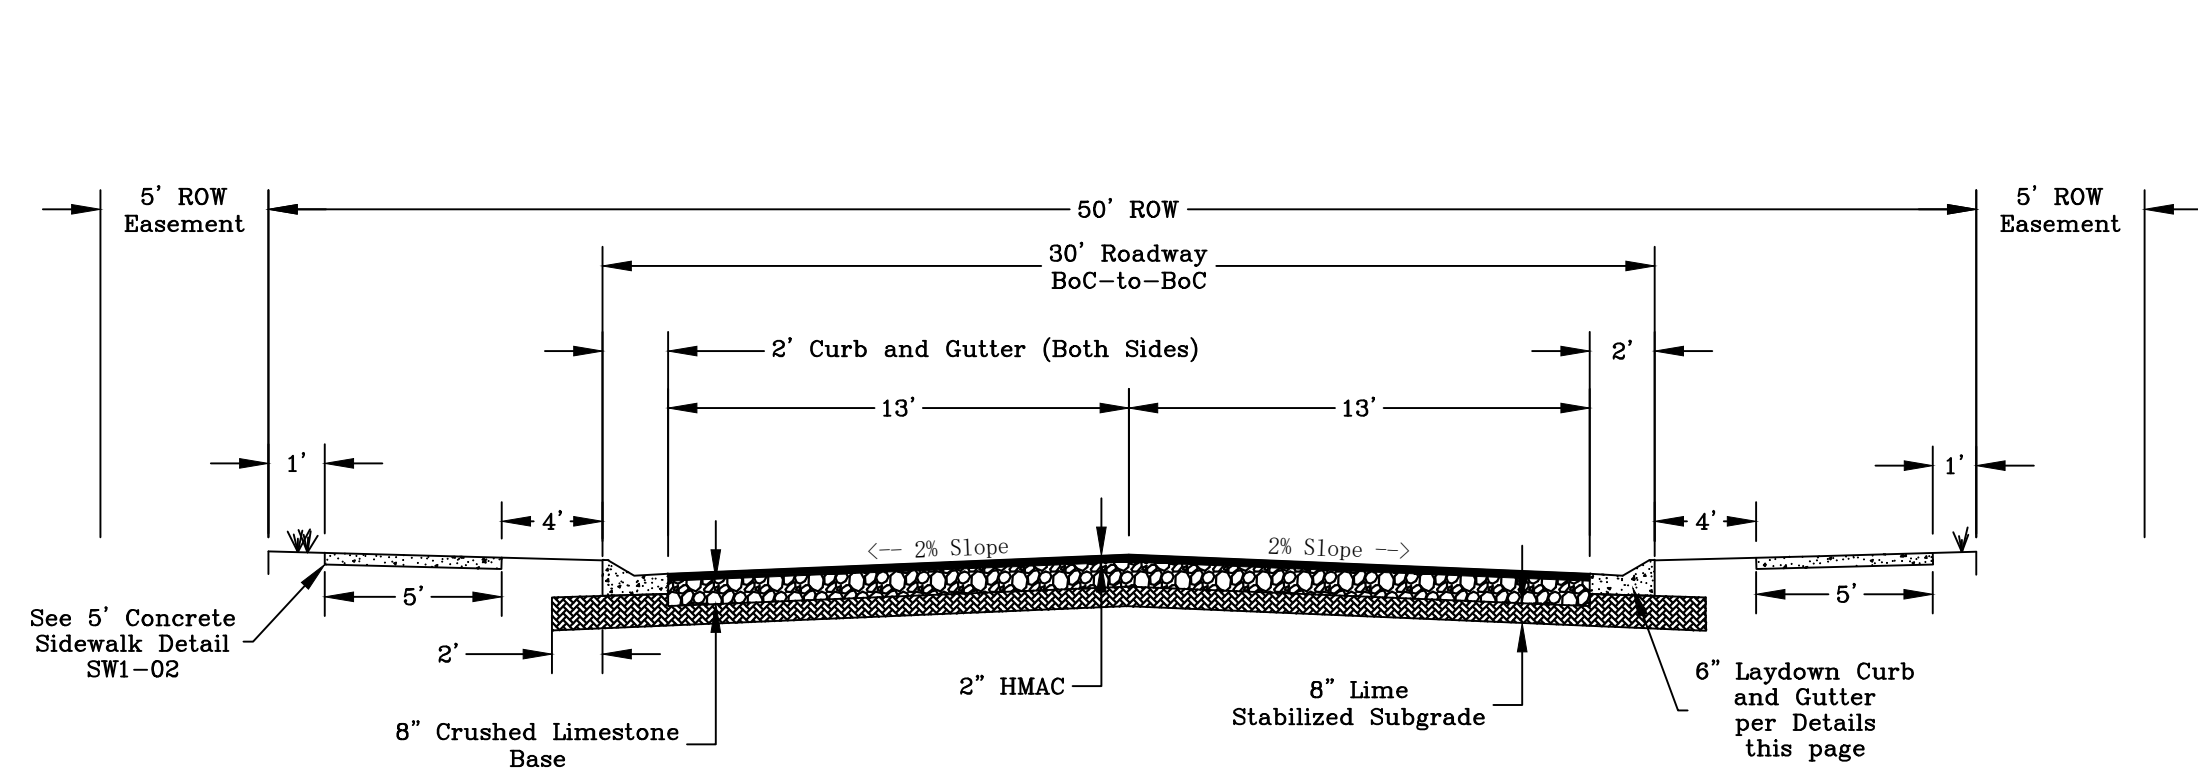 5' ROW
Easement
50' ROW
5' ROW
Easement
30' Roadway
BoC-to-BoC
2' Curb and Gutter (Both Sides)
2'
13'
13'
1'
1'
4'
4'
<-- 2% Slope
2% Slope -->
5'
5'
See 5' Concrete
Sidewalk Detail
SW1-02
2'
2" HMAC
8" Lime
Stabilized Subgrade
6" Laydown Curb
and Gutter
per Details
this page
8" Crushed Limestone
Base